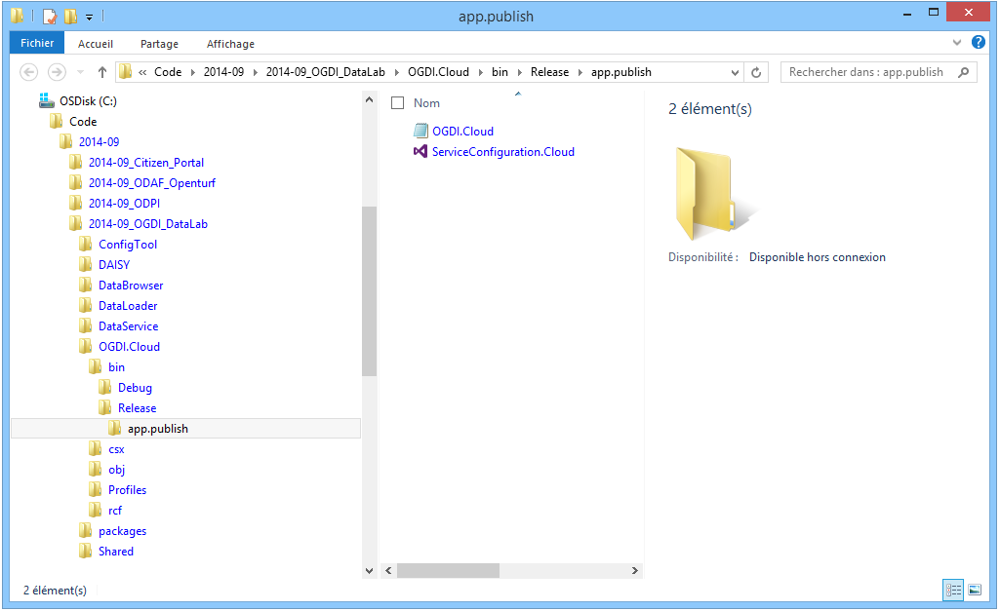 app.publish
Fichier Accueil Partage Affichage
« Code 2014-09 2014-09_OGDI_DataLab OGDI.Cloud bin Release app.publish Rechercher dans : app.publish
OSDisk (C:)
Code
2014-09
2014-09_Citizen_Portal
2014-09_ODAF_Openturf
2014-09_ODPI
2014-09_OGDI_DataLab
ConfigTool
DAISY
DataBrowser
DataLoader
DataService
OGDI.Cloud
bin
Debug
Release
app.publish
csx
obj
Profiles
rcf
packages
Shared
Nom
OGDI.Cloud
ServiceConfiguration.Cloud
2 élément(s)
Disponibilité : Disponible hors connexion
2 élément(s)